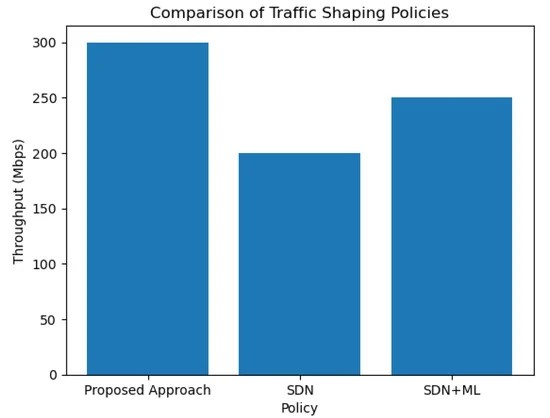 Comparison of Traffic Shaping Policies
Throughput (Mbps)
300
250
200
150
100
50
0
Proposed Approach SDN SDN+ML
Policy